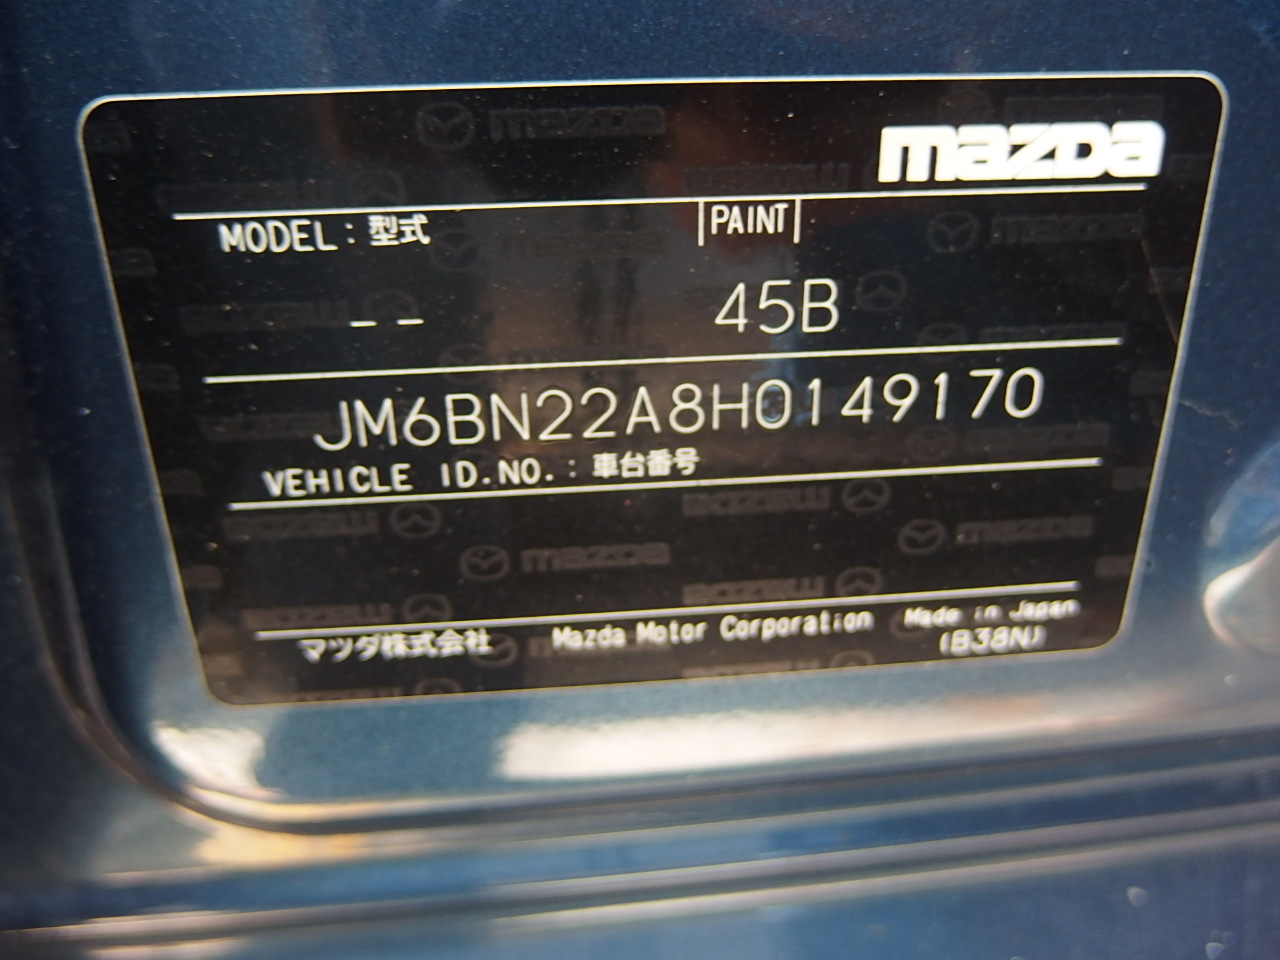 mazda
MODEL：型式
PAINT
－－
45B
JM6BN22A8H0149170
VEHICLE ID.NO.：車台番号
マツダ株式会社
Mazda Motor Corporation
Made in Japan
(B38N)